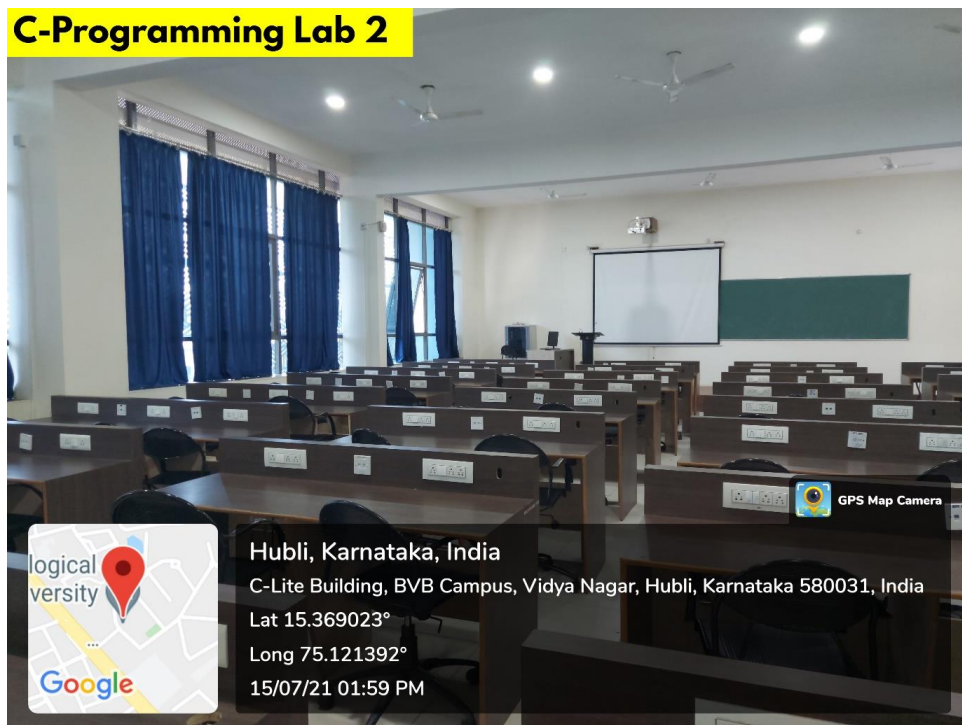 C-Programming Lab 2
GPS Map Camera
logical
versity
Google
Hubli, Karnataka, India
C-Lite Building, BVB Campus, Vidya Nagar, Hubli, Karnataka 580031, India
Lat 15.369023°
Long 75.121392°
15/07/21 01:59 PM